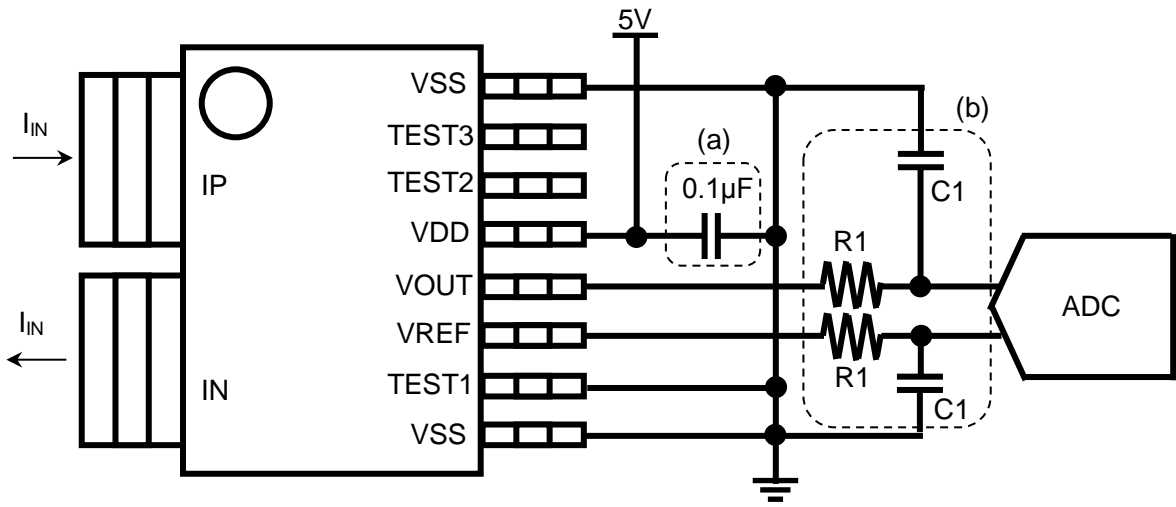 5V
VSS
(b)
I_IN
TEST3
(a)
0.1µF
C1
IP
TEST2
VDD
R1
VOUT
ADC
VREF
I_IN
R1
IN
TEST1
C1
VSS